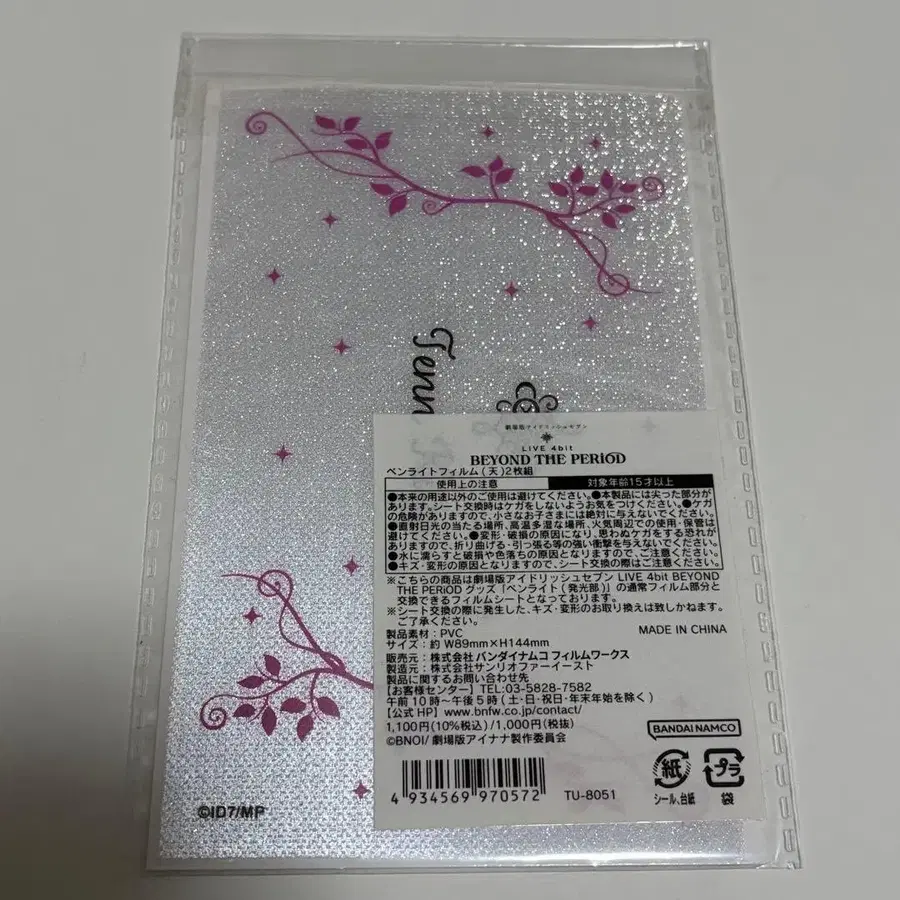 Tenn
劇場版アイドリッシュセブン
LIVE 4bit
BEYOND THE PERiOD
ペンライトフィルム(天)2枚組
使用上の注意
対象年齢15才以上
●本来の用途以外のご使用は避けてください。●本製品には尖った部分が
あります。シート交換時はケガをしないようお気をつけください。●ケガ
の危険がありますので、小さなお子さまには絶対に与えないでください。
●直射日光の当たる場所、高温多湿な場所、火気周辺での使用・保管は
避けてください。●変形・破損の原因になり、思わぬケガをする恐れが
ありますので、折り曲げる・引っ張る等の強い衝撃を与えないでください。
●水に濡らすと破損や色落ちの原因となりますので、ご注意ください。
●キズ・変形の原因となりますので、シート交換の際はご注意ください。
※こちらの商品は劇場版アイドリッシュセブン LIVE 4bit BEYOND
THE PERiOD グッズ「ペンライト(発光部)」の通常フィルム部分と
交換できるフィルムシートとなっております。
※シート交換の際に発生した、キズ・変形のお取り換えは致しかねます。
ご了承ください。
製品素材:PVC
MADE IN CHINA
サイズ:約 W89mm×H144mm
販売元:株式会社 バンダイナムコ フィルムワークス
製造元:株式会社サンリオファーイースト
製品に関するお問い合わせ先
【お客様センター】TEL:03-5828-7582
午前10時～午後5時(土・日・祝日・年末年始を除く)
【公式HP】www.bnfw.co.jp/contact/
1,100円(10%税込)/1,000円(税抜)
©BNOI/劇場版アイナナ製作委員会
BANDAI NAMCO
紙
プラ
シール、台紙
袋
4 934569 970572
TU-8051
©ID7/MP